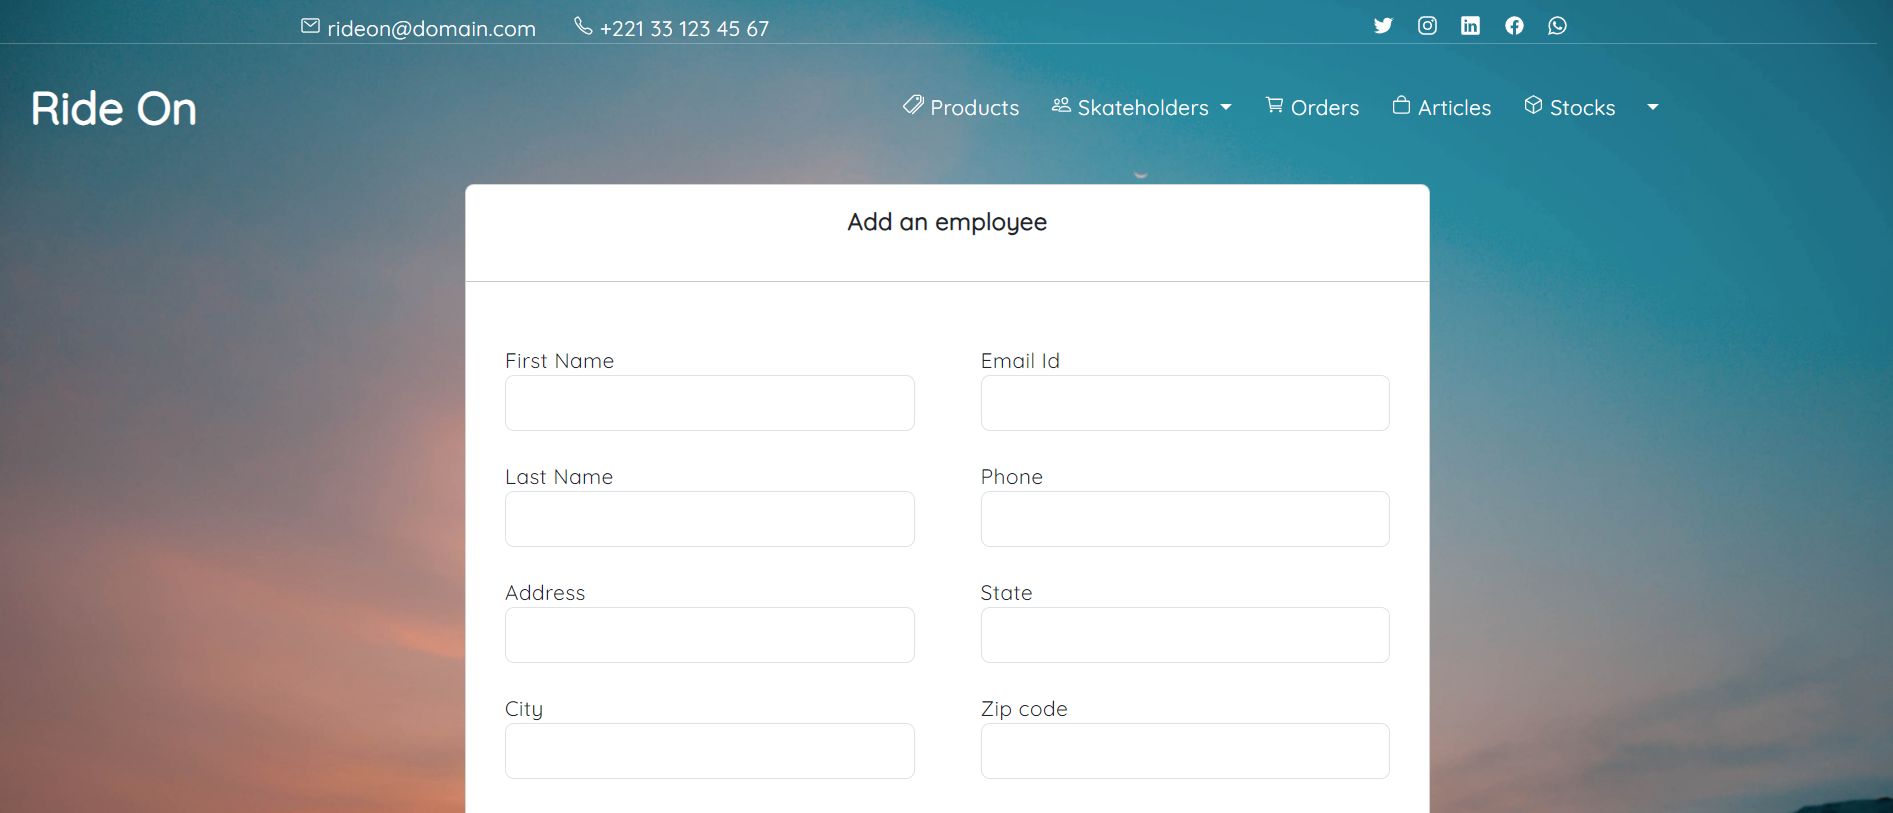 rideon@domain.com +221 33 123 45 67
Ride On
Products Skateholders Orders Articles Stocks
Add an employee
First Name Email Id
Last Name Phone
Address State
City Zip code